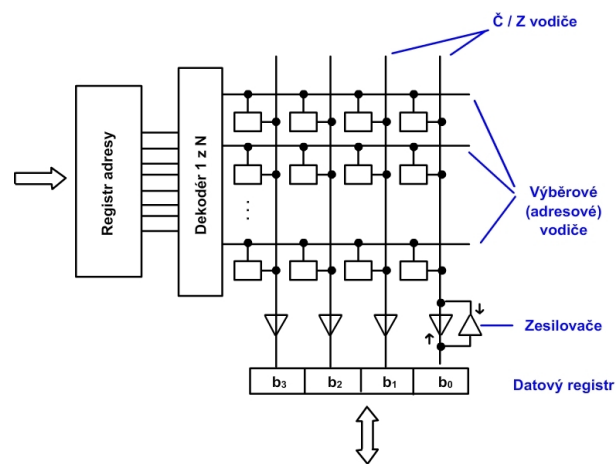 Č / Z vodiče
Registr adresy
Dekodér 1 z N
Výběrové
(adresové)
vodiče
Zesilovače
b₃ b₂ b₁ b₀
Datový registr